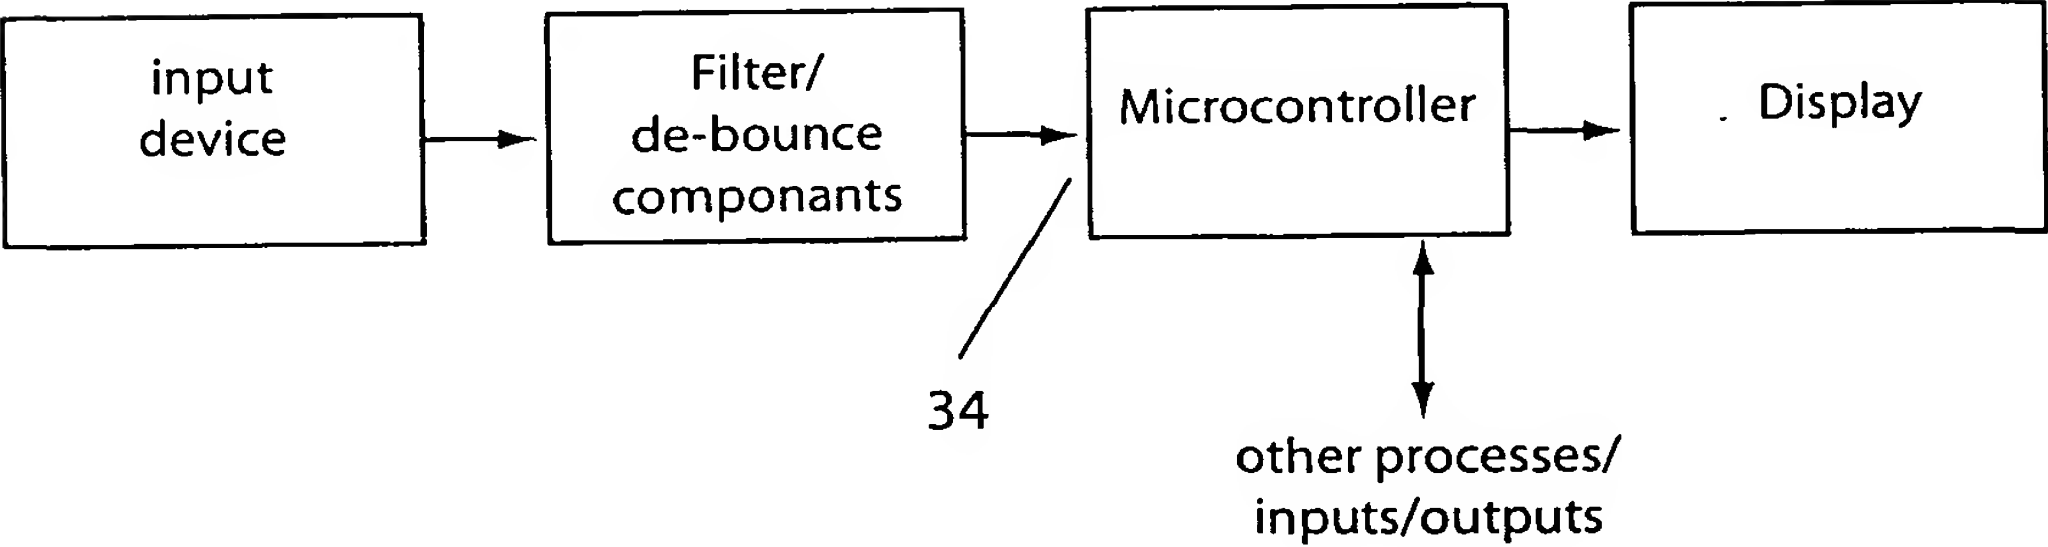 input
device
Filter/
de-bounce
componants
Microcontroller
Display
34
other processes/
inputs/outputs